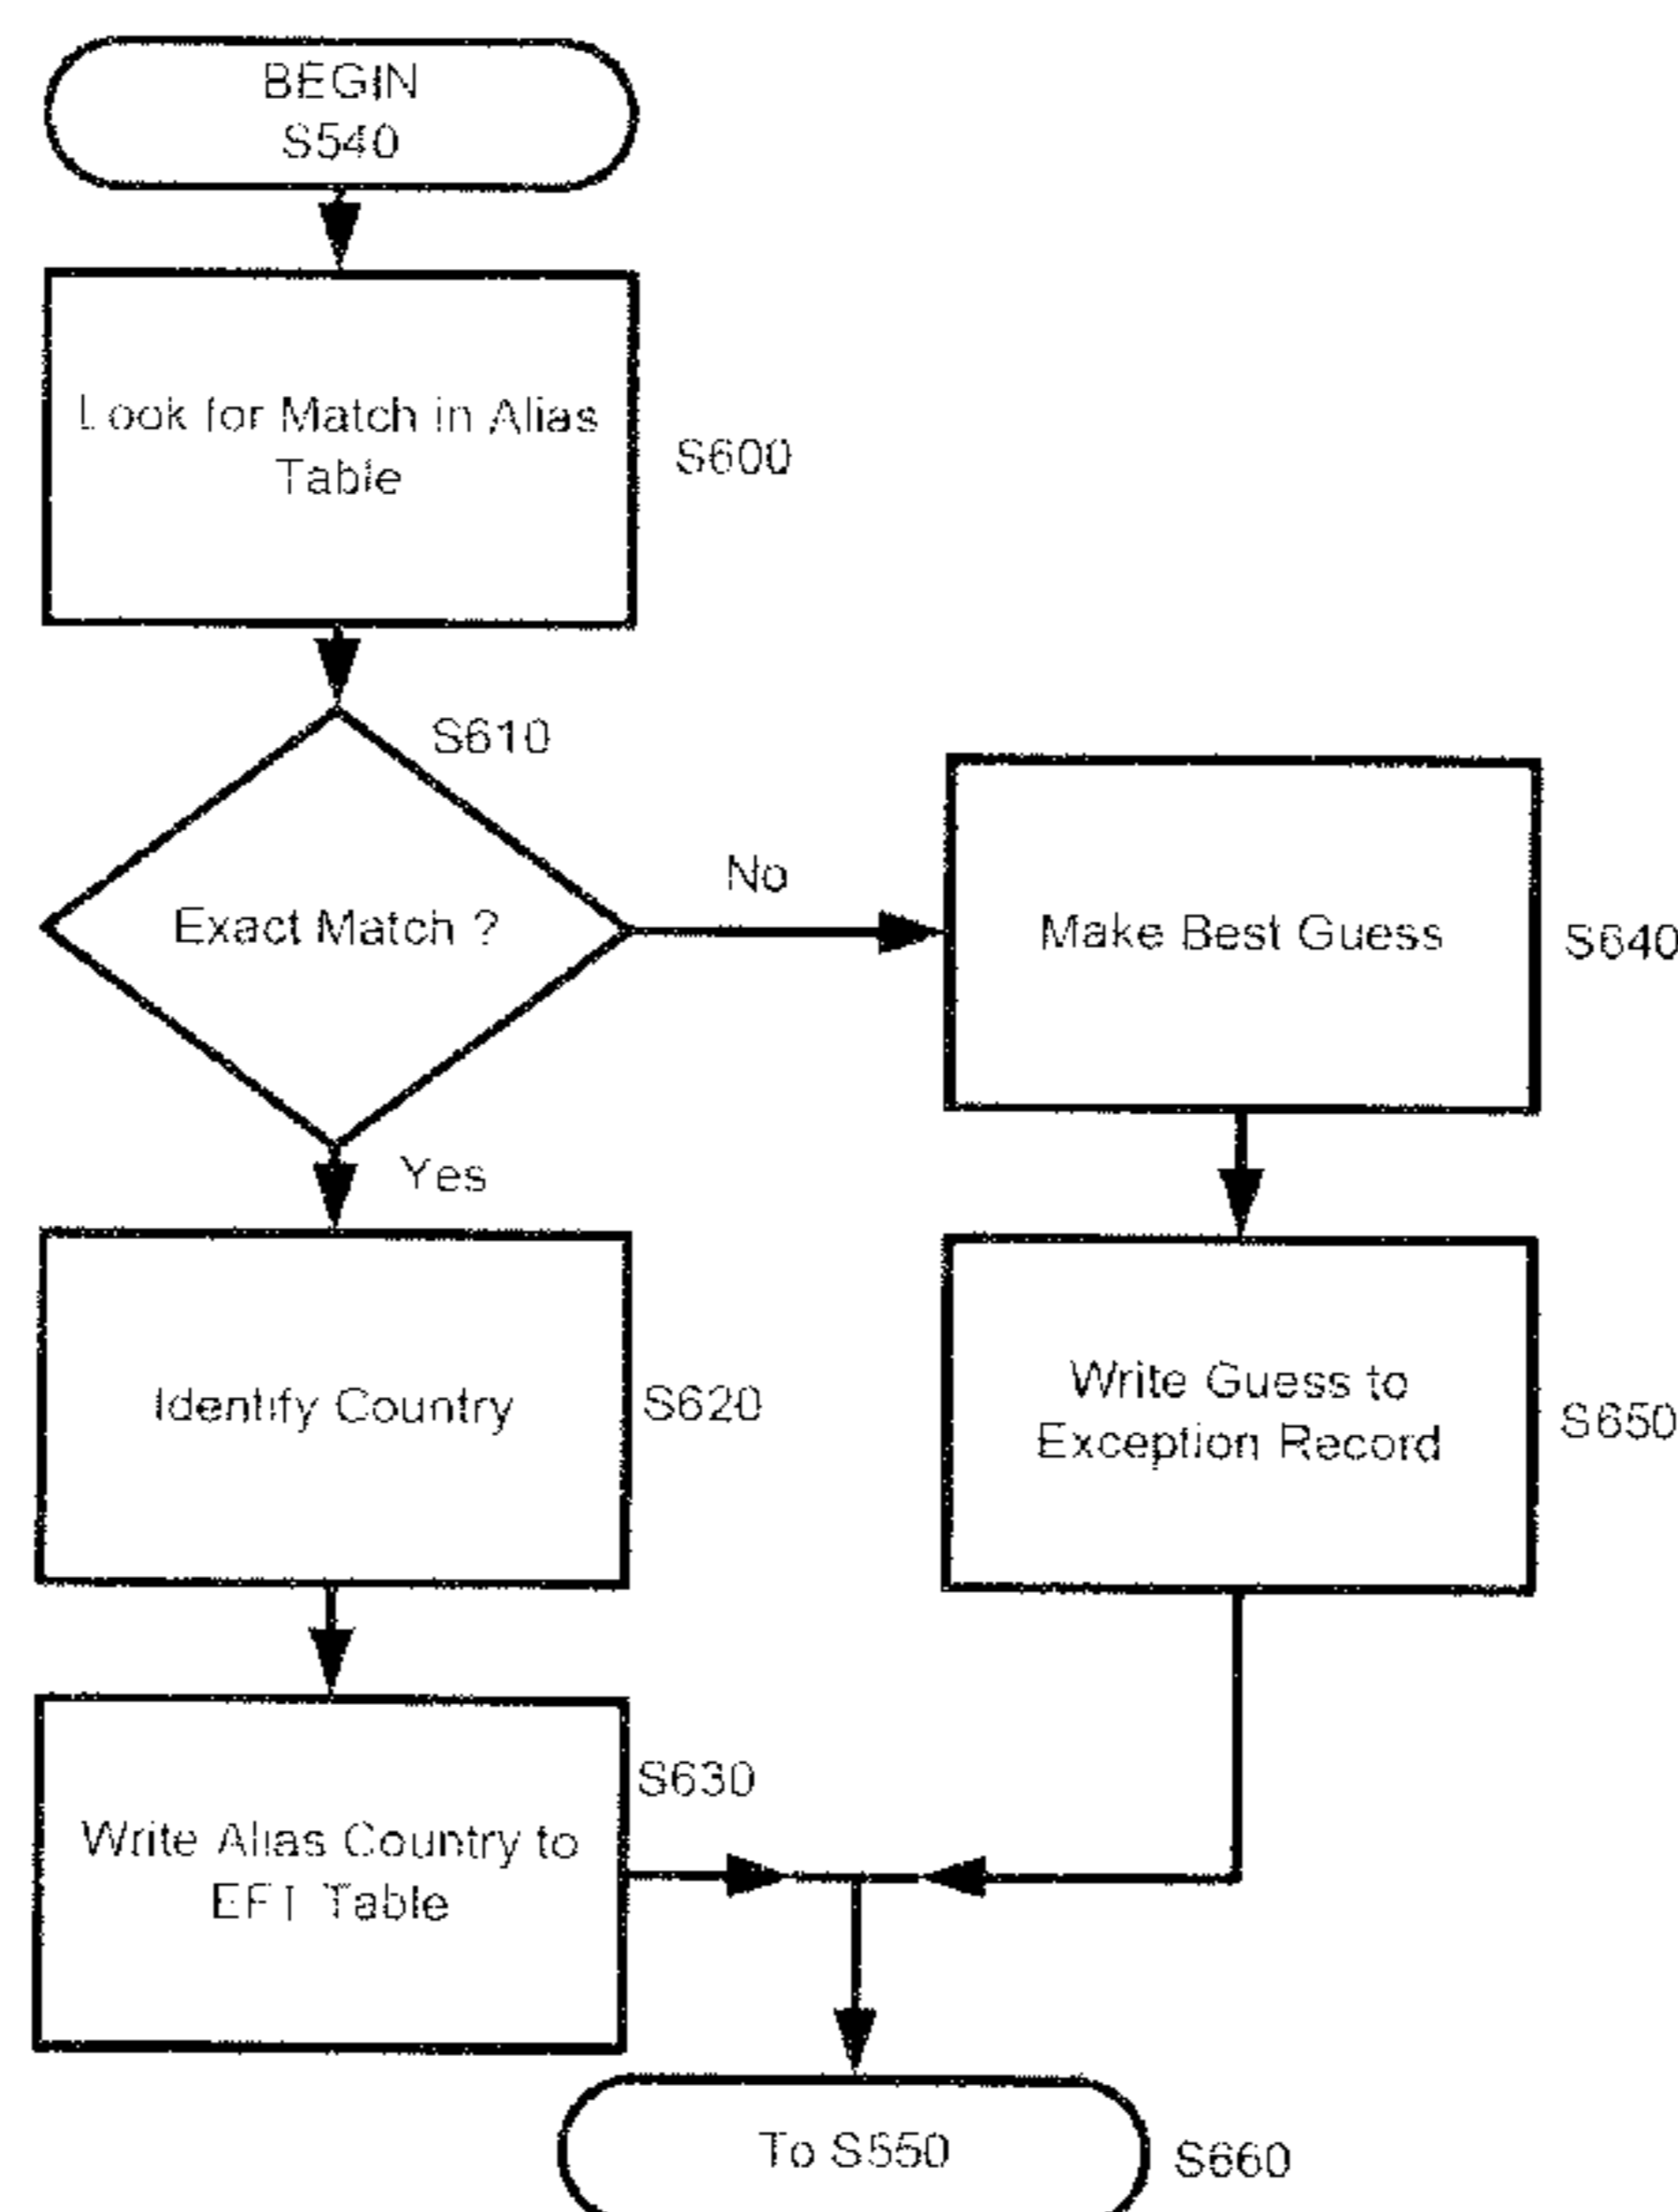 BEGIN
S540
Look for Match in Alias
Table
S600
S610
Exact Match ?
No
Make Best Guess
S640
Yes
Identify Country
S620
Write Guess to
Exception Record
S650
S630
Write Alias Country to
EFT Table
To S550
S660